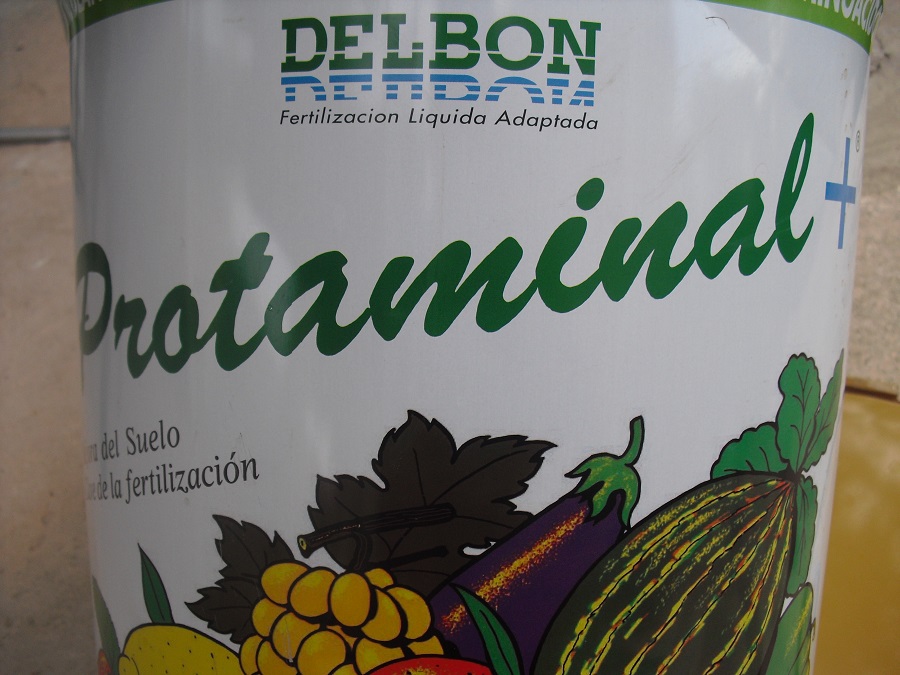 DELBON
Fertilizacion Liquida Adaptada
Protaminal+®
del Suelo
de la fertilización